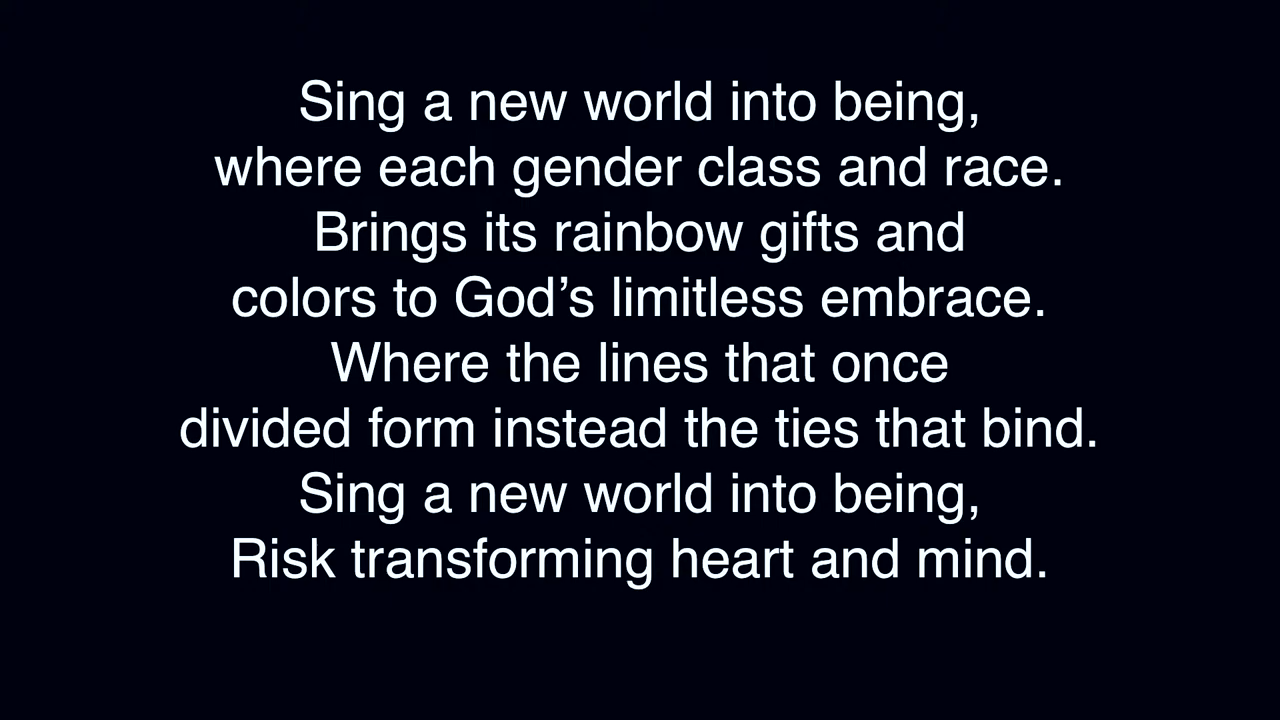 Sing a new world into being,
where each gender class and race.
Brings its rainbow gifts and
colors to God’s limitless embrace.
Where the lines that once
divided form instead the ties that bind.
Sing a new world into being,
Risk transforming heart and mind.